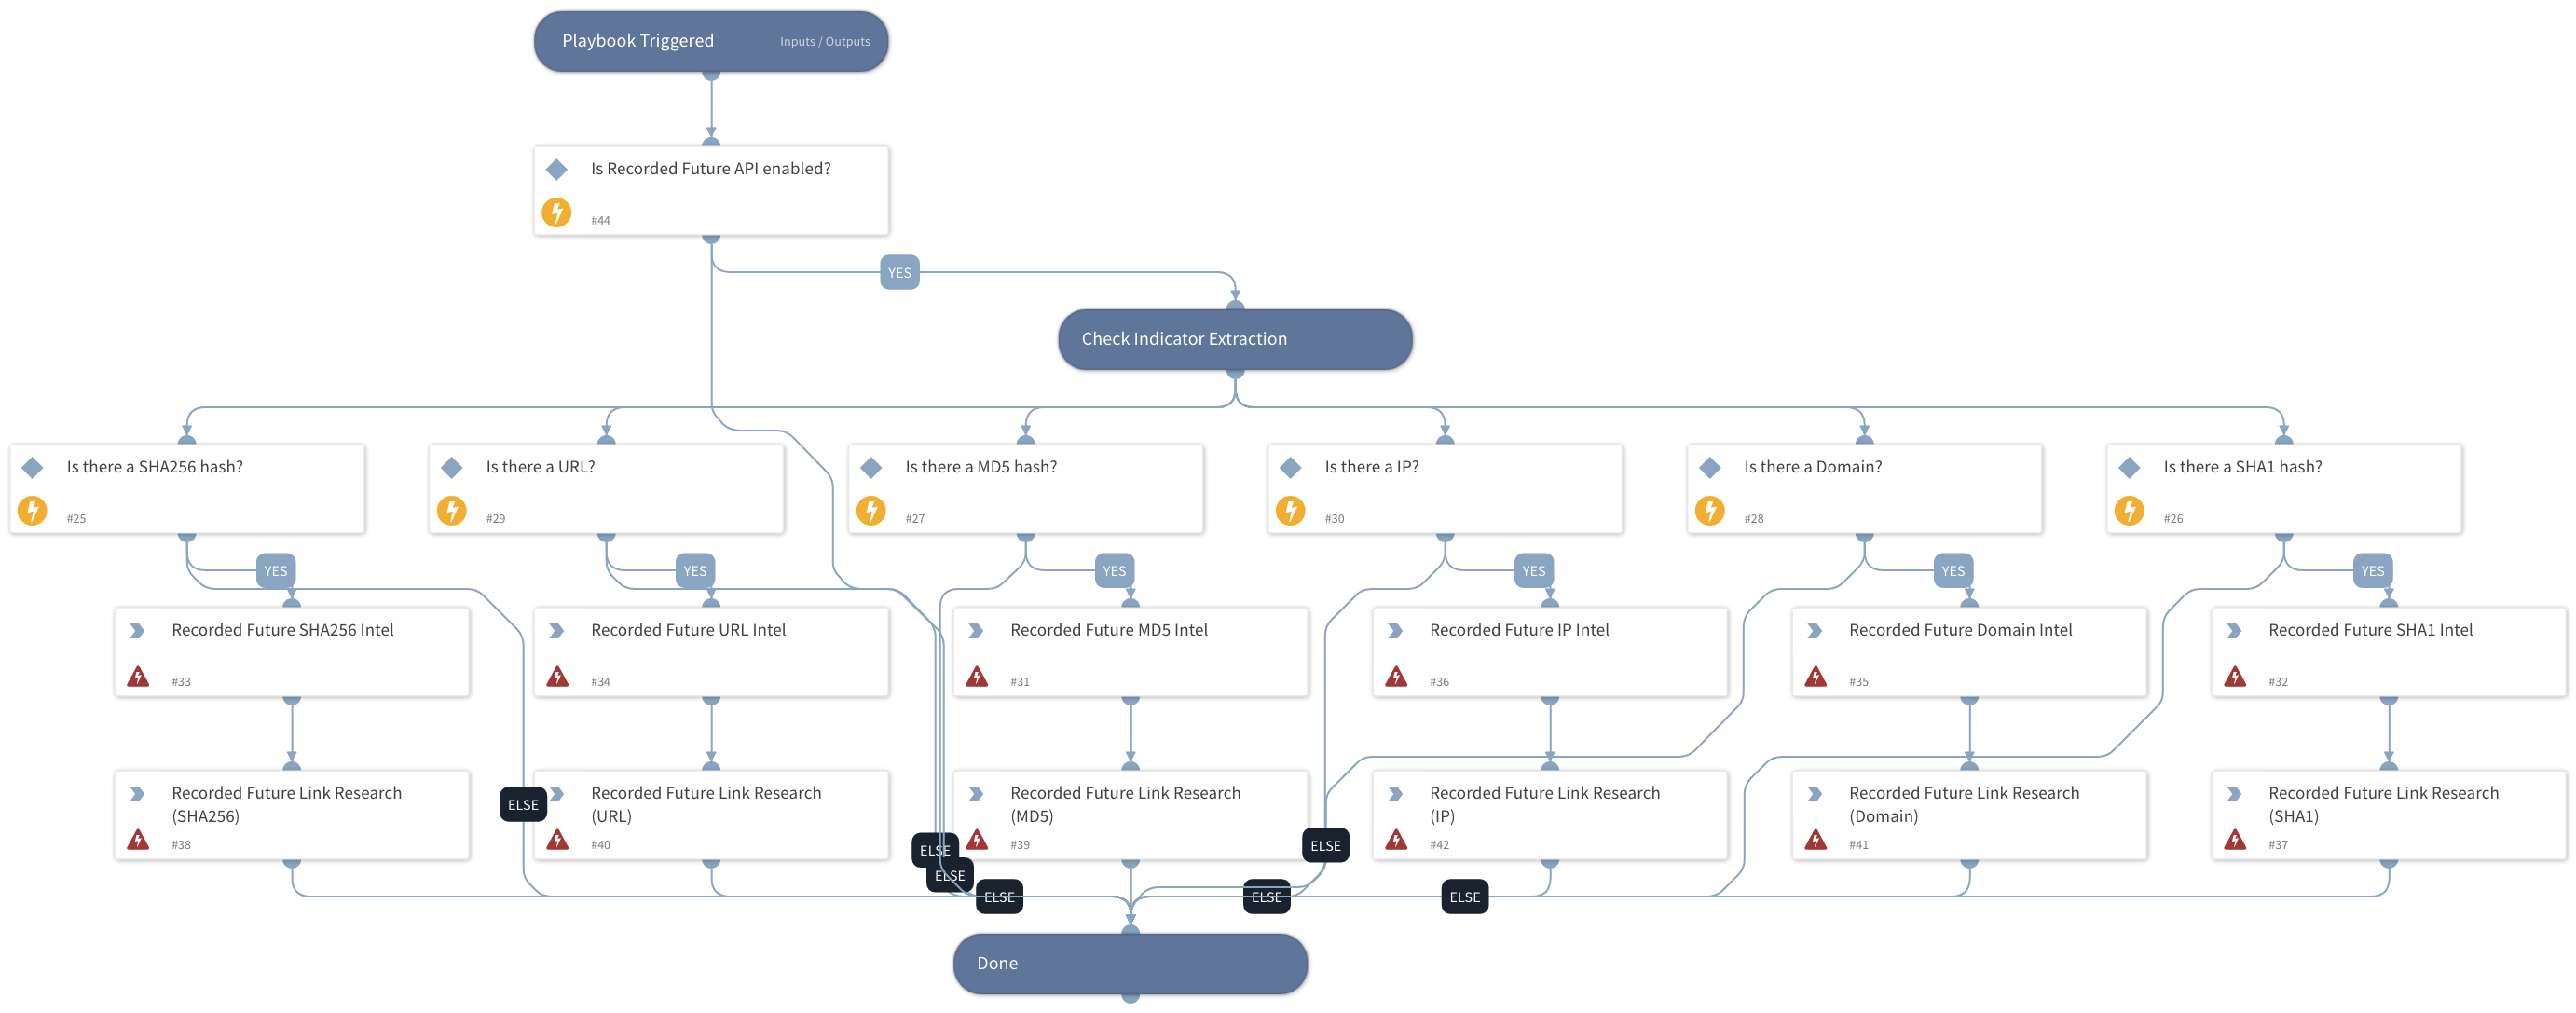 Playbook Triggered Inputs / Outputs
Is Recorded Future API enabled?
#44
YES
Check Indicator Extraction
Is there a SHA256 hash?
#25
Is there a URL?
#29
Is there a MD5 hash?
#27
Is there a IP?
#30
Is there a Domain?
#28
Is there a SHA1 hash?
#26
YES
YES
YES
YES
YES
YES
Recorded Future SHA256 Intel
#33
Recorded Future URL Intel
#34
Recorded Future MD5 Intel
#31
Recorded Future IP Intel
#36
Recorded Future Domain Intel
#35
Recorded Future SHA1 Intel
#32
Recorded Future Link Research
(SHA256)
#38
ELSE
Recorded Future Link Research
(URL)
#40
ELSE
ELSE
Recorded Future Link Research
(MD5)
#39
ELSE
Recorded Future Link Research
(IP)
#42
Recorded Future Link Research
(Domain)
#41
Recorded Future Link Research
(SHA1)
#37
ELSE
ELSE
ELSE
Done